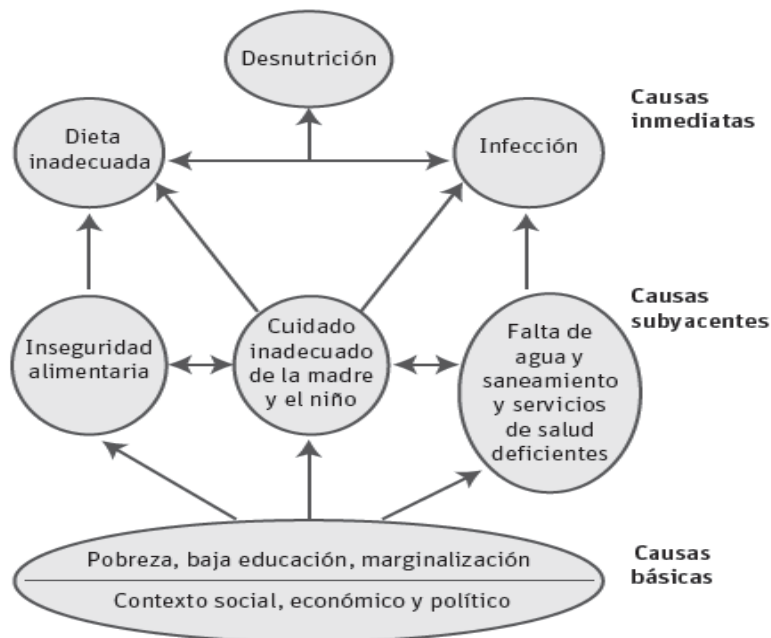 Desnutrición
Causas
inmediatas
Dieta
inadecuada
Infección
Causas
subyacentes
Inseguridad
alimentaria
Cuidado
inadecuado
de la madre
y el niño
Falta de
agua y
saneamiento
y servicios
de salud
deficientes
Pobreza, baja educación, marginalización
Contexto social, económico y político
Causas
básicas